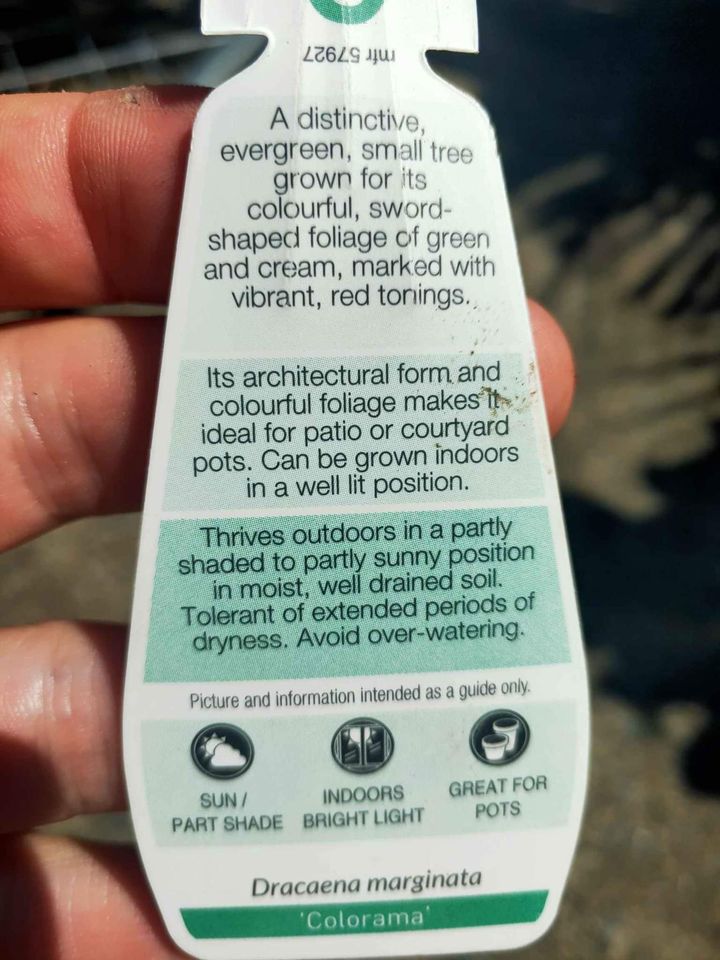 mfr 57927
A distinctive,
evergreen, small tree
grown for its
colourful, sword-
shaped foliage of green
and cream, marked with
vibrant, red tonings.
Its architectural form and
colourful foliage makes it
ideal for patio or courtyard
pots. Can be grown indoors
in a well lit position.
Thrives outdoors in a partly
shaded to partly sunny position
in moist, well drained soil.
Tolerant of extended periods of
dryness. Avoid over-watering.
Picture and information intended as a guide only.
SUN /
PART SHADE
INDOORS
BRIGHT LIGHT
GREAT FOR
POTS
Dracaena marginata
'Colorama'